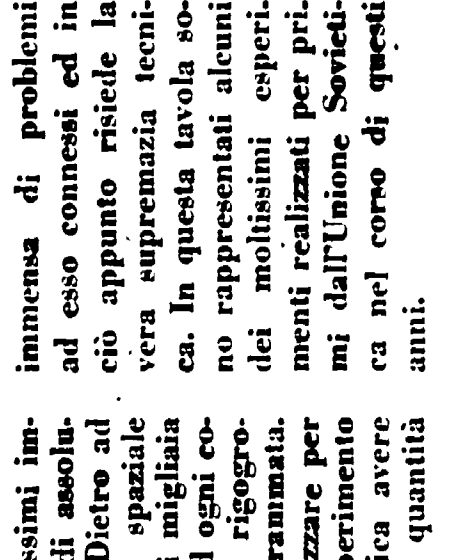 ssimi im-
di assolu-
Dietro ad
spaziale
i migliaia
d ogni co-
rigogro-
rammata.
zzare per
perimento
ica avere
quantità
immensa di problemi
ad esso connessi ed in
ciò appunto risiede la
vera supremazia tecni-
ca. In questa tavola so-
no rappresentati alcuni
dei moltissimi esperi-
menti realizzati per pri-
mi dall'Unione Sovieti-
ca nel corso di questi
anni.